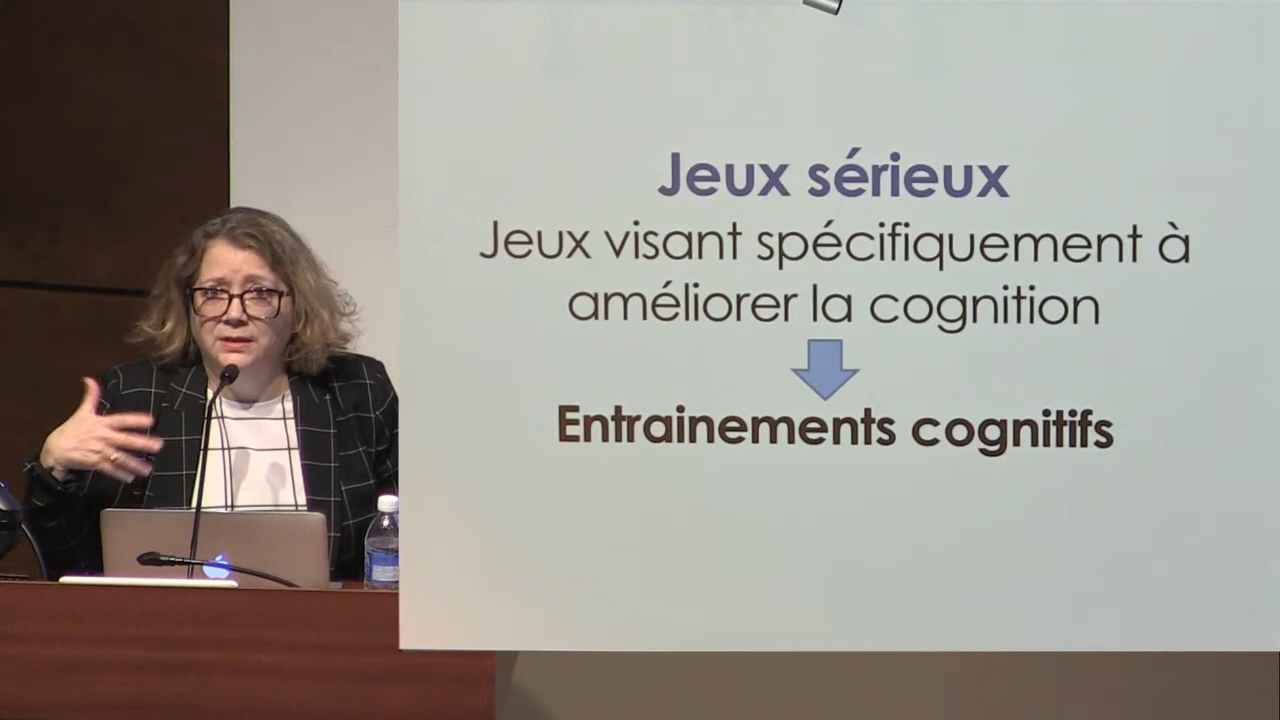 Jeux sérieux
Jeux visant spécifiquement à
améliorer la cognition
Entrainements cognitifs